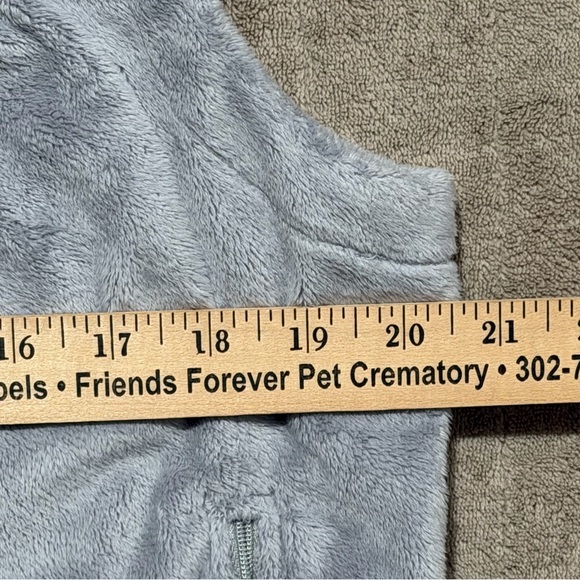 16 17 18 19 20 21
bels • Friends Forever Pet Crematory • 302-7